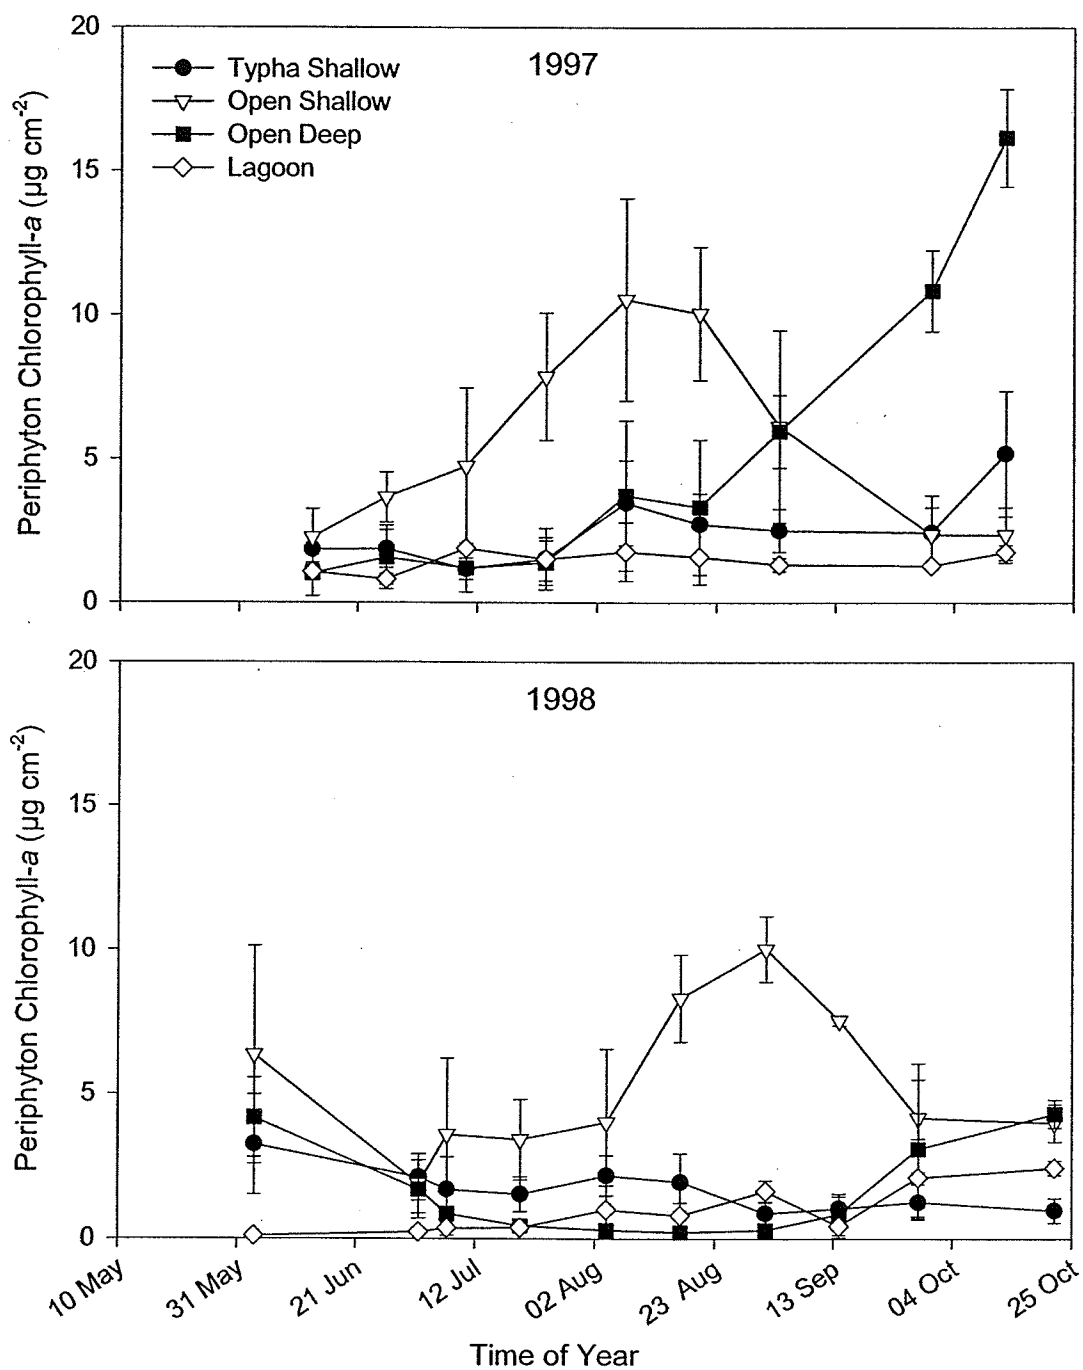 20
15
10
5
0
Periphyton Chlorophyll-a (µg cm-2)
1997
Typha Shallow
Open Shallow
Open Deep
Lagoon
20
15
10
5
0
Periphyton Chlorophyll-a (µg cm-2)
1998
10 May
31 May
21 Jun
12 Jul
02 Aug
23 Aug
13 Sep
04 Oct
25 Oct
Time of Year